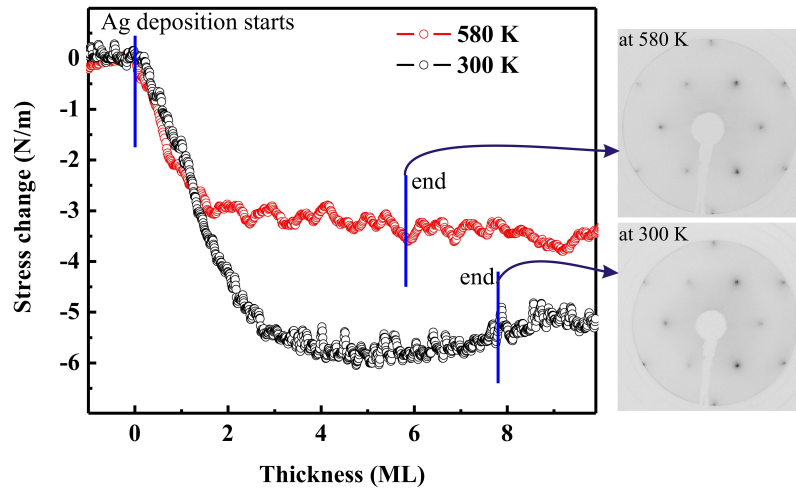 Ag deposition starts
580 K
300 K
end
end
0
-1
-2
-3
-4
-5
-6
Stress change (N/m)
0 2 4 6 8
Thickness (ML)
at 580 K
at 300 K